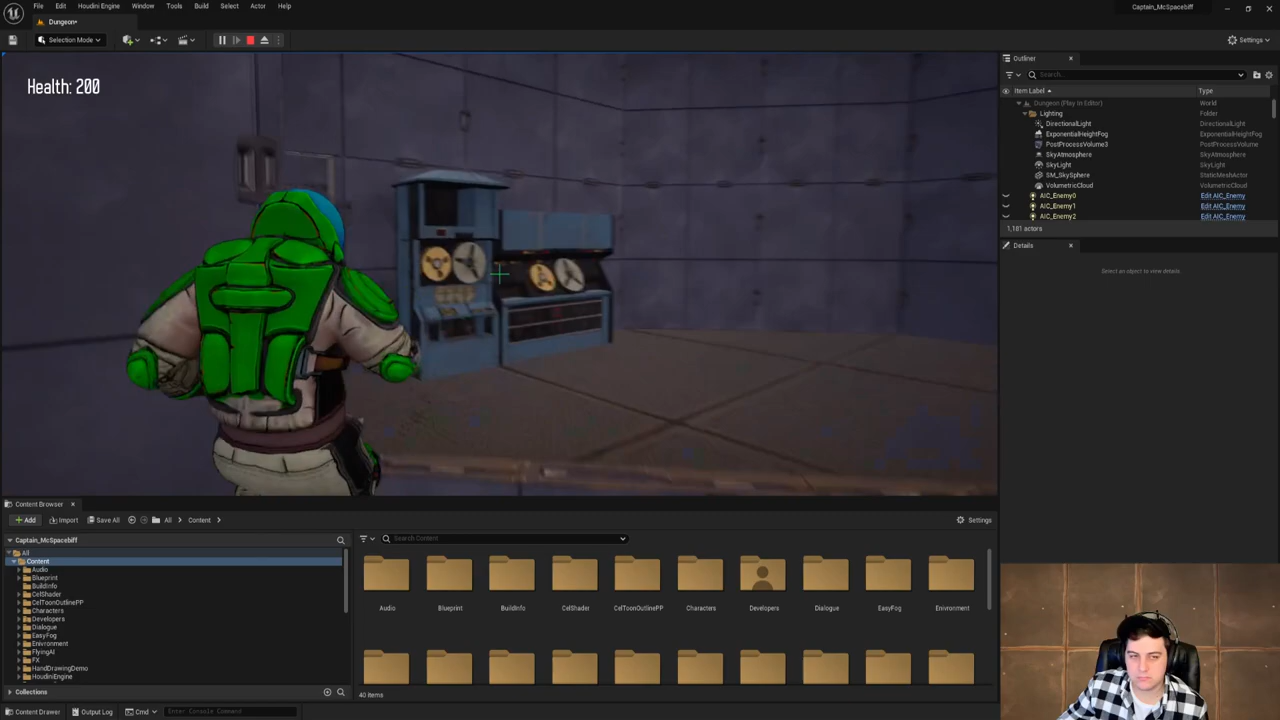 File Edit Houdini Engine Window Tools Build Select Actor Help
Captain_McSpacebiff
Dungeon•
Selection Mode
Settings
Health: 200
Outliner
Search...
Item Label
Type
Dungeon (Play In Editor)
World
Lighting
Folder
DirectionalLight
DirectionalLight
ExponentialHeightFog
ExponentialHeightFog
PostProcessVolume3
PostProcessVolume
SkyAtmosphere
SkyAtmosphere
SkyLight
SkyLight
SM_SkySphere
StaticMeshActor
VolumetricCloud
VolumetricCloud
AIC_Enemy0
Edit AIC_Enemy
AIC_Enemy1
Edit AIC_Enemy
AIC_Enemy2
Edit AIC_Enemy
1,181 actors
Details
Select an object to view details
Content Browser
Add Import Save All All Content
Settings
Captain_McSpacebiff
Search Content
All
Content
Audio
Blueprint
BuildInfo
CelShader
CelToonOutlinePP
Characters
Developers
Dialogue
EasyFog
Enivronment
FlyingAI
FX
HandDrawingDemo
HoudiniEngine
Audio Blueprint BuildInfo CelShader CelToonOutlinePP Characters Developers Dialogue EasyFog Enivronment
Collections
40 items
Content Drawer Output Log Cmd Enter Console Command